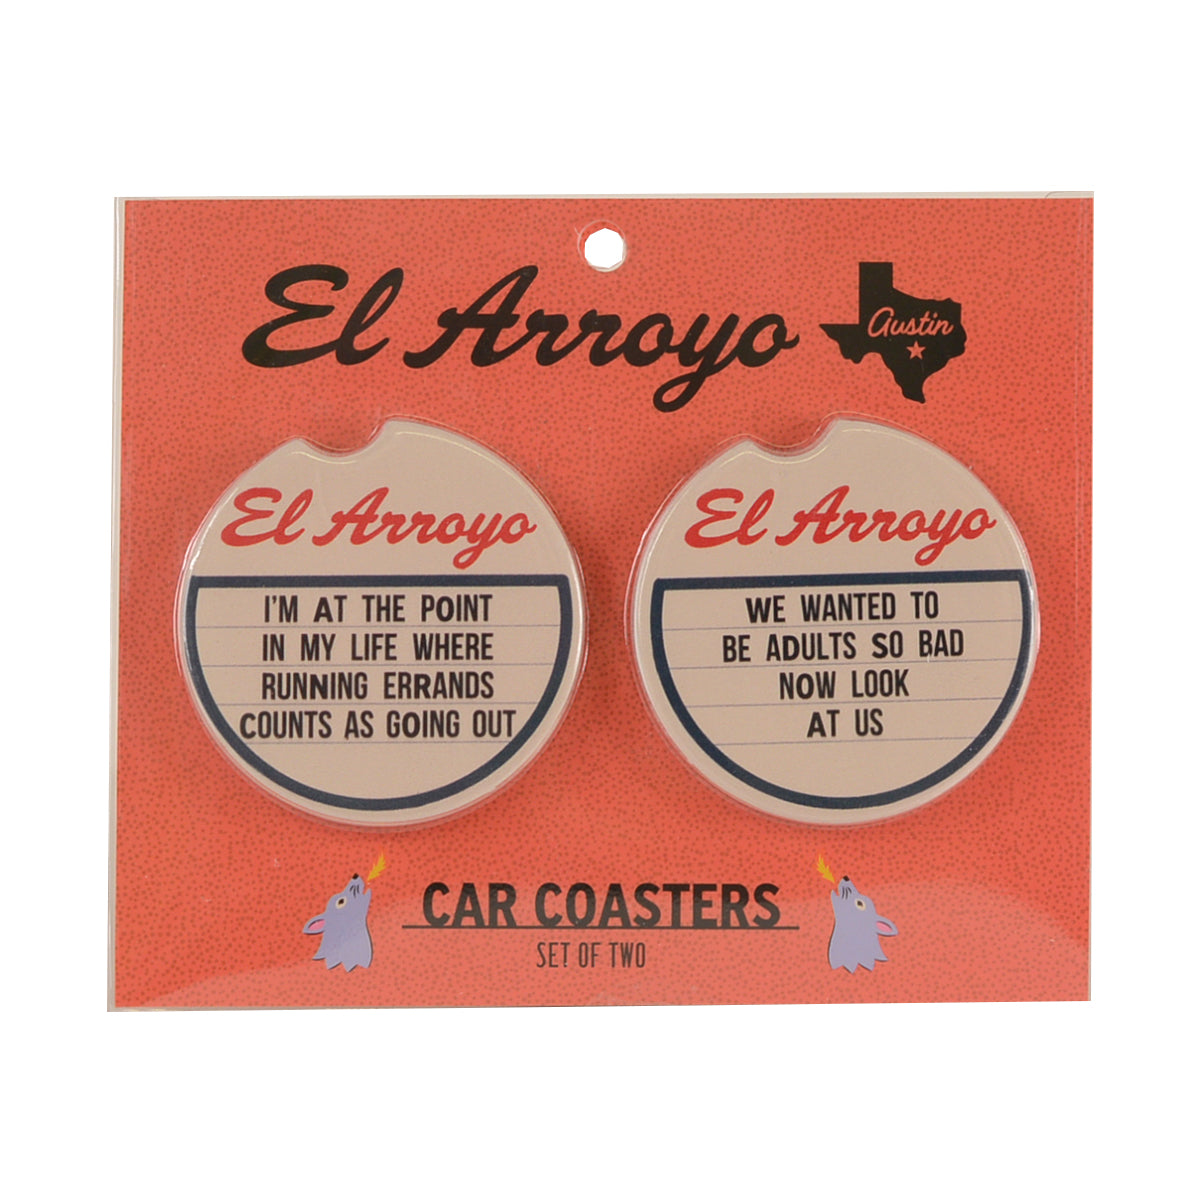 El Arroyo
Austin
El Arroyo
I'M AT THE POINT
IN MY LIFE WHERE
RUNNING ERRANDS
COUNTS AS GOING OUT
El Arroyo
WE WANTED TO
BE ADULTS SO BAD
NOW LOOK
AT US
CAR COASTERS
SET OF TWO